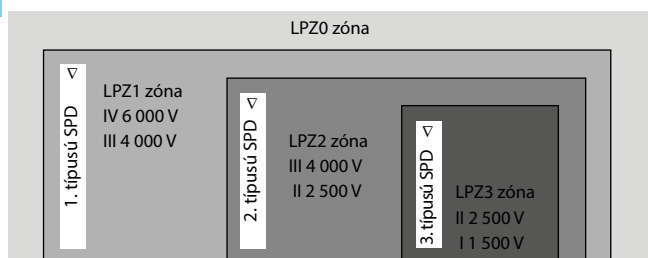 LPZ0 zóna
1. típusú SPD
LPZ1 zóna
IV 6 000 V
III 4 000 V
2. típusú SPD
LPZ2 zóna
III 4 000 V
II 2 500 V
3. típusú SPD
LPZ3 zóna
II 2 500 V
I 1 500 V